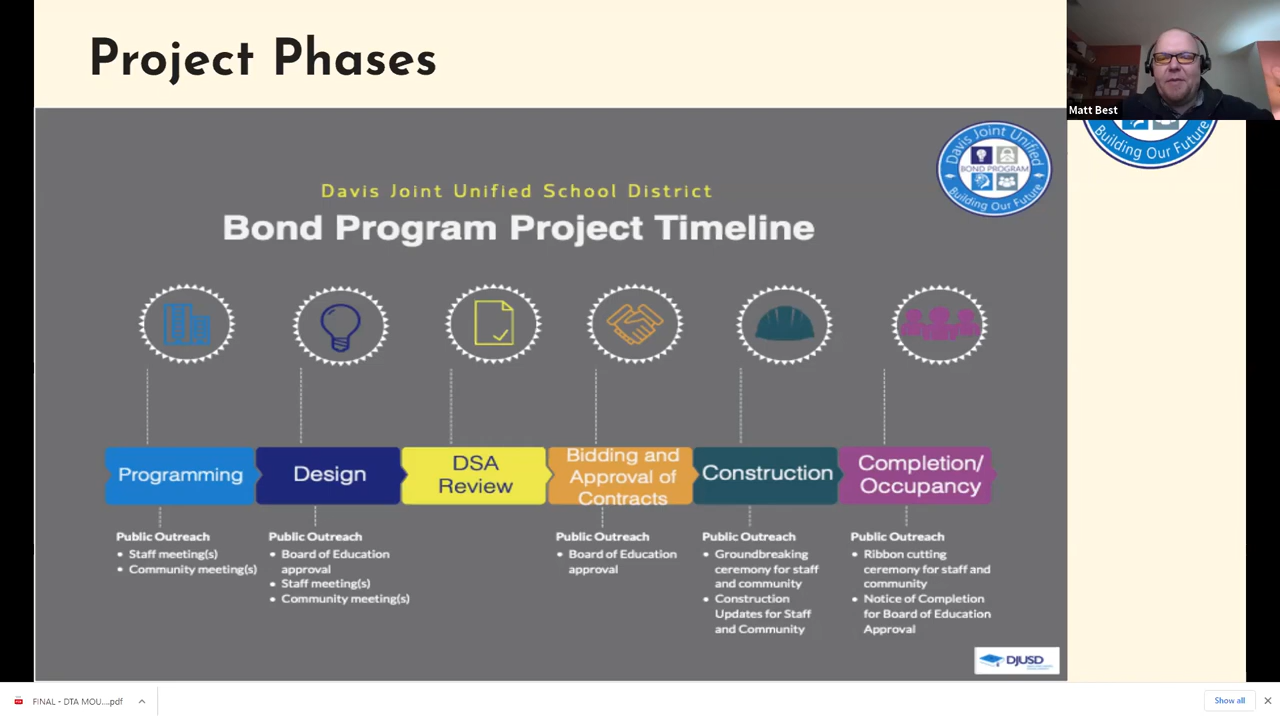 Project Phases
Matt Best
Building Our Future
Davis Joint Unified
BOND PROGRAM
Building Our Future
Davis Joint Unified School District
Bond Program Project Timeline
Programming
Design
DSA
Review
Bidding and
Approval of
Contracts
Construction
Completion/
Occupancy
Public Outreach
• Staff meeting(s)
• Community meeting(s)
Public Outreach
• Board of Education
approval
• Staff meeting(s)
• Community meeting(s)
Public Outreach
• Board of Education
approval
Public Outreach
• Groundbreaking
ceremony for staff
and community
• Construction
Updates for Staff
and Community
Public Outreach
• Ribbon cutting
ceremony for staff and
community
• Notice of Completion
for Board of Education
Approval
DJUSD
FINAL - DTA MOU....pdf
Show all